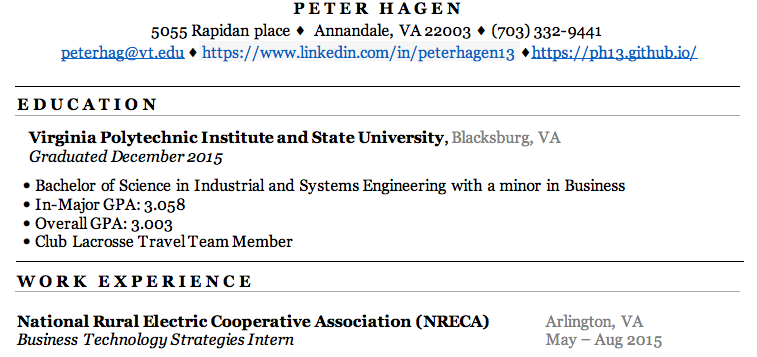 PETER HAGEN
5055 Rapidan place ♦ Annandale, VA 22003 ♦ (703) 332-9441
peterhag@vt.edu ♦ https://www.linkedin.com/in/peterhagen13 ♦https://ph13.github.io/
EDUCATION
Virginia Polytechnic Institute and State University, Blacksburg, VA
Graduated December 2015
• Bachelor of Science in Industrial and Systems Engineering with a minor in Business
• In-Major GPA: 3.058
• Overall GPA: 3.003
• Club Lacrosse Travel Team Member
WORK EXPERIENCE
National Rural Electric Cooperative Association (NRECA) Arlington, VA
Business Technology Strategies Intern May – Aug 2015